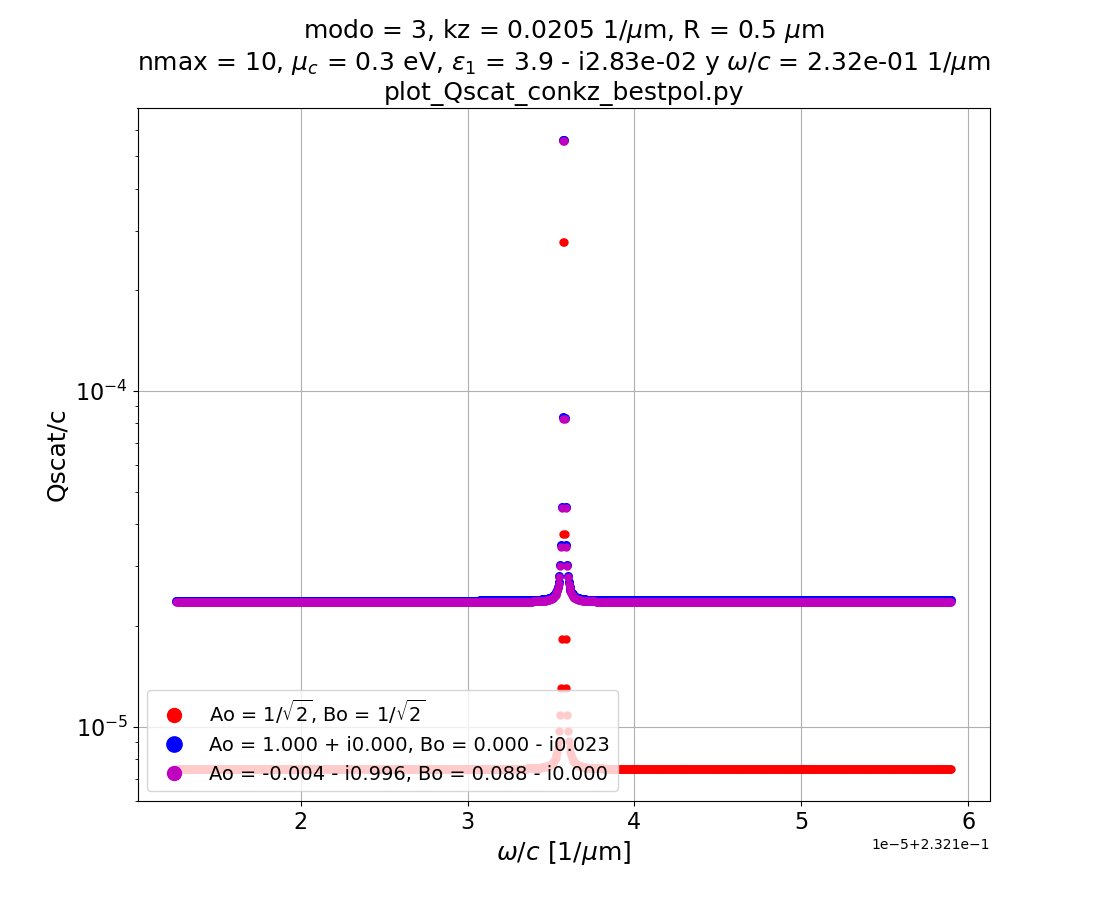 modo = 3, kz = 0.0205 1/μm, R = 0.5 μm
nmax = 10, μc = 0.3 eV, ε1 = 3.9 - i2.83e-02 y ω/c = 2.32e-01 1/μm
plot_Qscat_conkz_bestpol.py
Qscat/c
10⁻⁴
10⁻⁵
Ao = 1/√2, Bo = 1/√2
Ao = 1.000 + i0.000, Bo = 0.000 - i0.023
Ao = -0.004 - i0.996, Bo = 0.088 - i0.000
2 3 4 5 6
1e-5+2.321e-1
ω/c [1/μm]